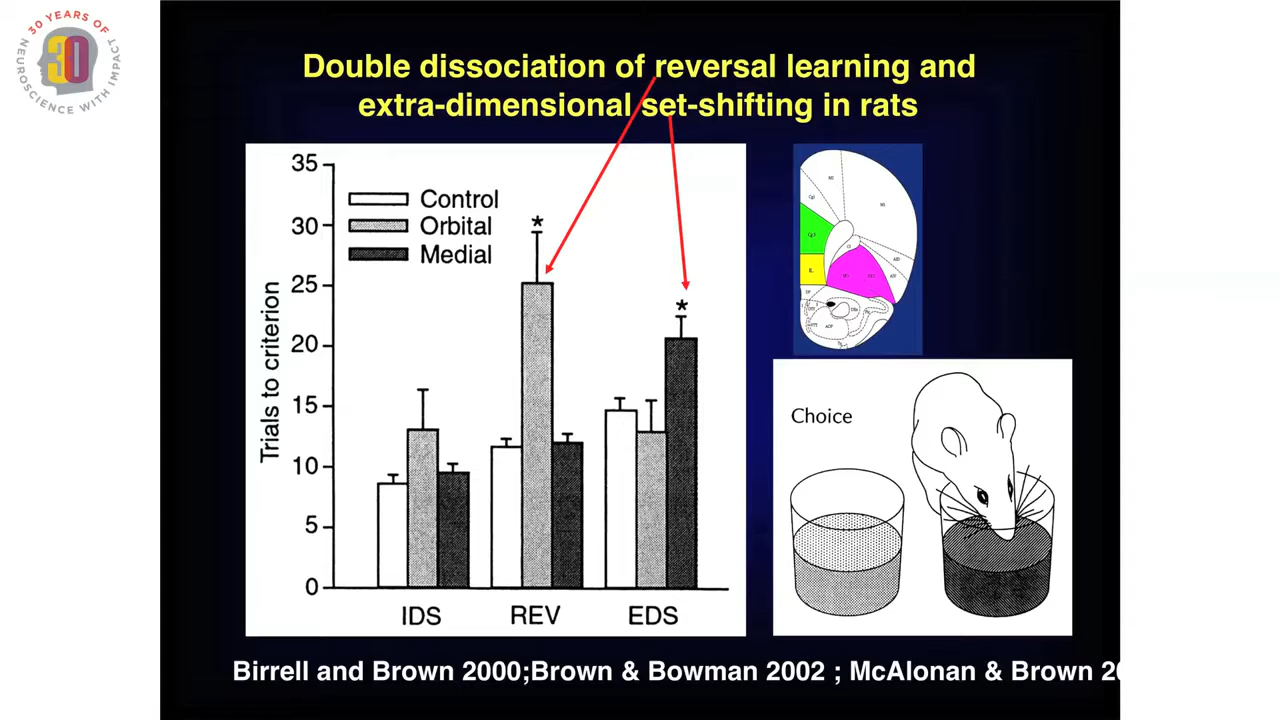 30 YEARS OF
NEUROSCIENCE WITH IMPACT
30
Double dissociation of reversal learning and
extra-dimensional set-shifting in rats
35
30
25
20
15
10
5
0
Trials to criterion
Control
Orbital
Medial
*
*
IDS
REV
EDS
Choice
Birrell and Brown 2000;Brown & Bowman 2002 ; McAlonan & Brown